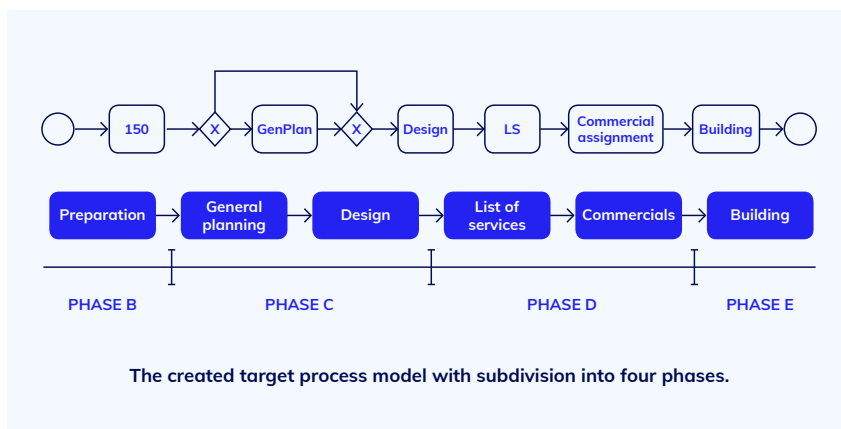 150
X
GenPlan
X
Design
LS
Commercial
assignment
Building
Preparation
General
planning
Design
List of
services
Commercials
Building
PHASE B
PHASE C
PHASE D
PHASE E
The created target process model with subdivision into four phases.